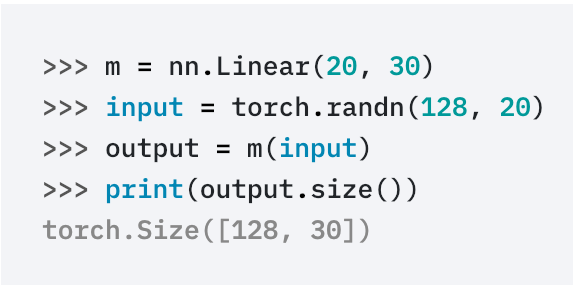 >>> m = nn.Linear(20, 30)
>>> input = torch.randn(128, 20)
>>> output = m(input)
>>> print(output.size())
torch.Size([128, 30])